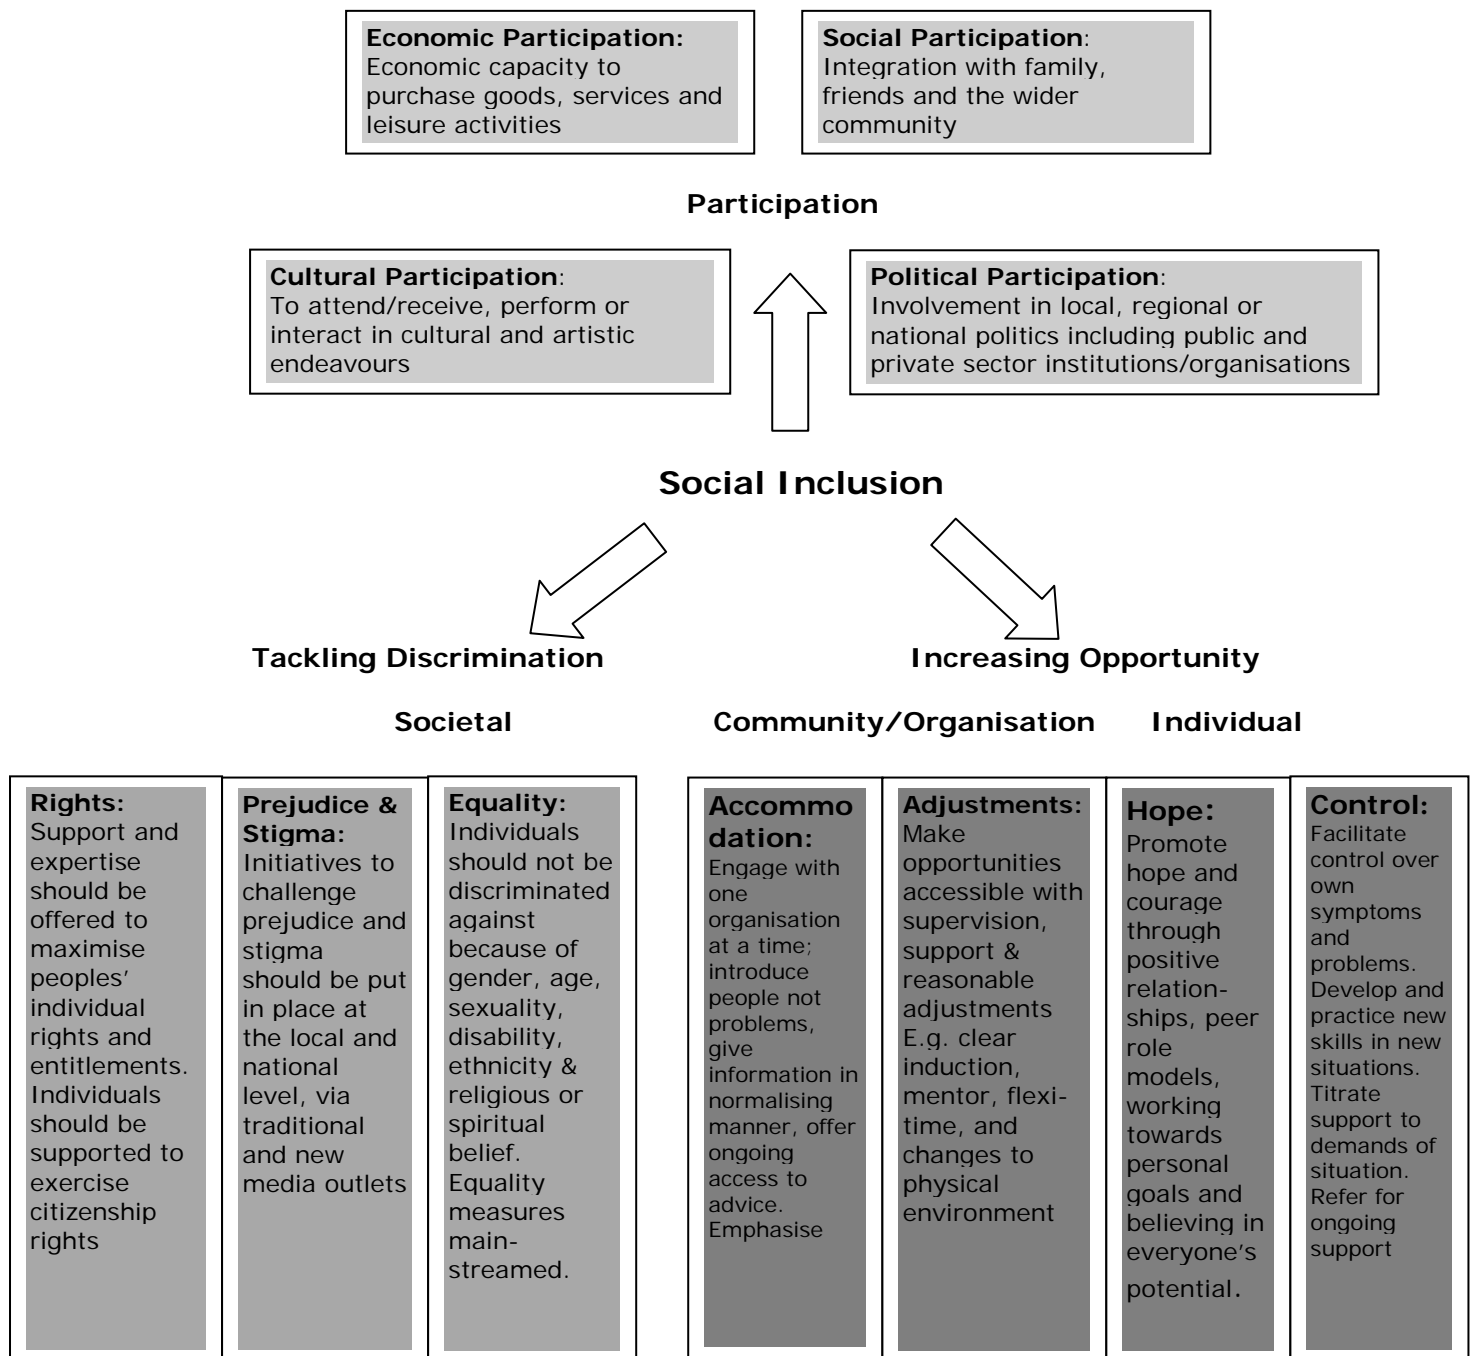 Economic Participation:
Economic capacity to
purchase goods, services and
leisure activities
Social Participation:
Integration with family,
friends and the wider
community
Participation
Cultural Participation:
To attend/receive, perform or
interact in cultural and artistic
endeavours
Political Participation:
Involvement in local, regional or
national politics including public and
private sector institutions/organisations
Social Inclusion
Tackling Discrimination
Increasing Opportunity
Societal
Community/Organisation
Individual
Rights:
Support and
expertise
should be
offered to
maximise
peoples’
individual
rights and
entitlements.
Individuals
should be
supported to
exercise
citizenship
rights
Prejudice &
Stigma:
Initiatives to
challenge
prejudice and
stigma
should be put
in place at
the local and
national
level, via
traditional
and new
media outlets
Equality:
Individuals
should not be
discriminated
against
because of
gender, age,
sexuality,
disability,
ethnicity &
religious or
spiritual
belief.
Equality
measures
main-
streamed.
Accommo
dation:
Engage with
one
organisation
at a time;
introduce
people not
problems,
give
information in
normalising
manner, offer
ongoing
access to
advice.
Emphasise
Adjustments:
Make
opportunities
accessible with
supervision,
support &
reasonable
adjustments
E.g. clear
induction,
mentor, flexi-
time, and
changes to
physical
environment
Hope:
Promote
hope and
courage
through
positive
relation-
ships, peer
role
models,
working
towards
personal
goals and
believing in
everyone’s
potential.
Control:
Facilitate
control over
own
symptoms
and
problems.
Develop and
practice new
skills in new
situations.
Titrate
support to
demands of
situation.
Refer for
ongoing
support